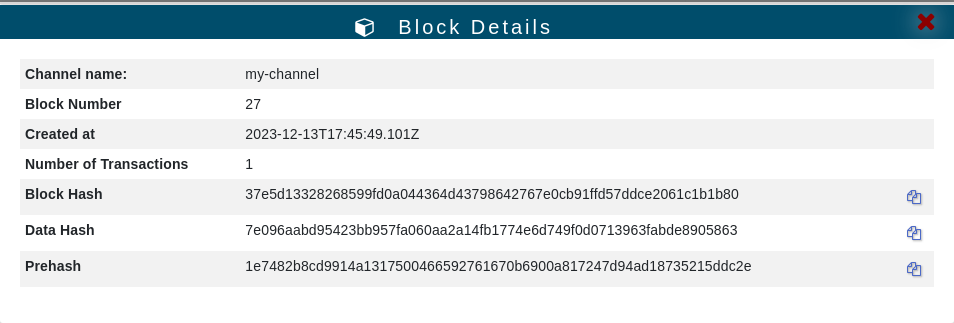 Block Details
Channel name: my-channel
Block Number 27
Created at 2023-12-13T17:45:49.101Z
Number of Transactions 1
Block Hash 37e5d13328268599fd0a044364d43798642767e0cb91ffd57ddce2061c1b1b80
Data Hash 7e096aabd95423bb957fa060aa2a14fb1774e6d749f0d0713963fabde8905863
Prehash 1e7482b8cd9914a1317500466592761670b6900a817247d94ad18735215ddc2e